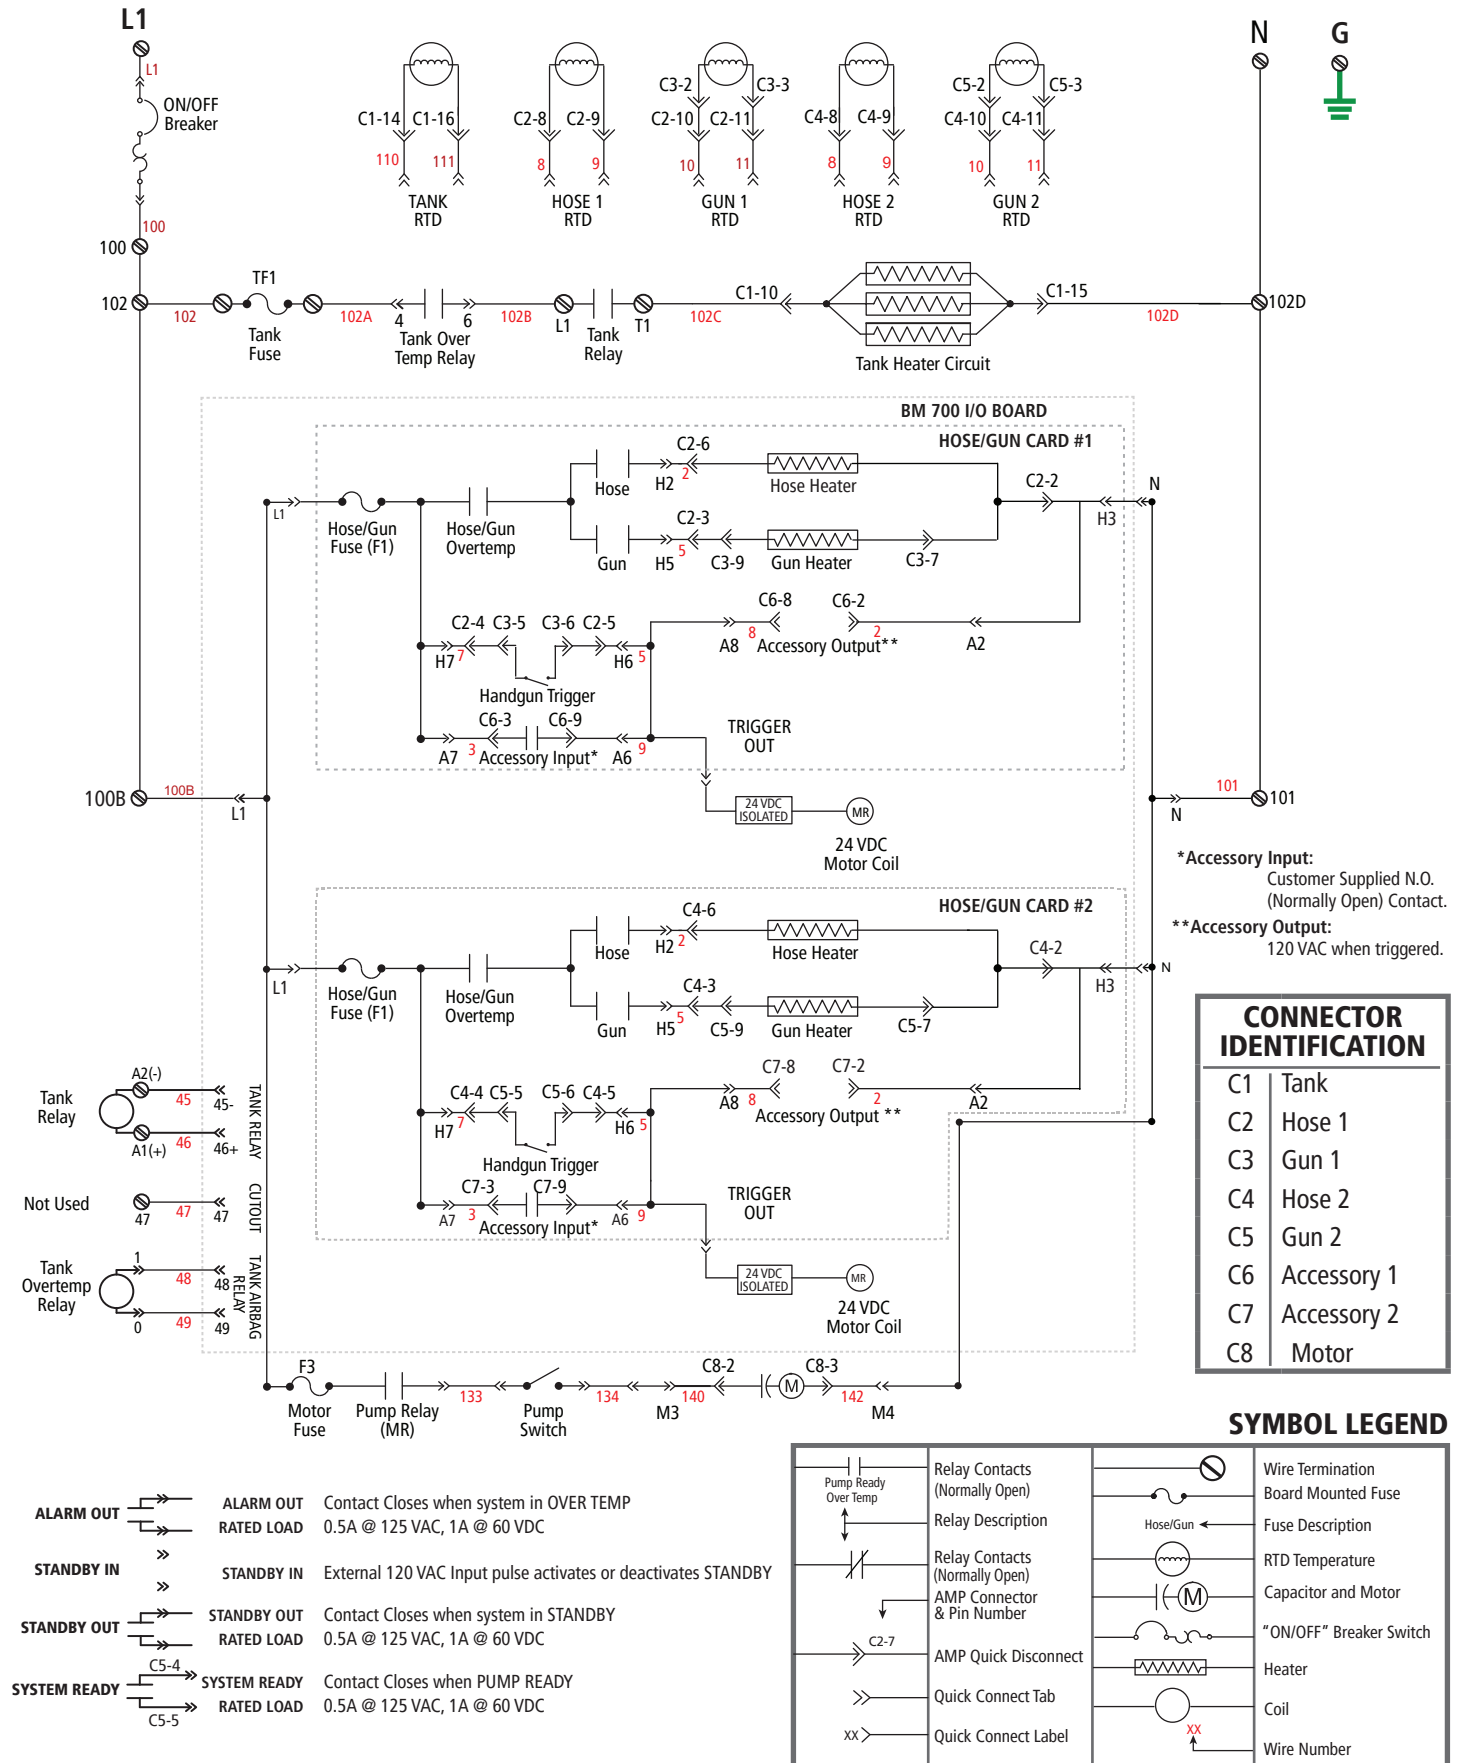 L1
N
G
L1
ON/OFF
Breaker
C3-2 C3-3
C5-2 C5-3
C1-14 C1-16
C2-8 C2-9
C2-10 C2-11
C4-8 C4-9
C4-10 C4-11
110 111
8 9
10 11
8 9
10 11
TANK
RTD
HOSE 1
RTD
GUN 1
RTD
HOSE 2
RTD
GUN 2
RTD
100
100
TF1
C1-10
C1-15
102
102
102A
4
6
102B
L1
T1
102C
102D
102D
Tank
Fuse
Tank Over
Temp Relay
Tank
Relay
Tank Heater Circuit
BM 700 I/O BOARD
HOSE/GUN CARD #1
C2-6
Hose
H2
2
Hose Heater
C2-2
N
L1
Hose/Gun
Fuse (F1)
Hose/Gun
Overtemp
H3
C2-3
Gun
H5
5
C3-9
Gun Heater
C3-7
C6-8 C6-2
C2-4 C3-5 C3-6 C2-5
A8
8
Accessory Output**
2
A2
H7
7
H6
5
Handgun Trigger
C6-3 C6-9
TRIGGER
OUT
A7
3
Accessory Input*
A6
9
100B
100B
L1
24 VDC
ISOLATED
MR
24 VDC
Motor Coil
101
101
N
*Accessory Input:
Customer Supplied N.O.
(Normally Open) Contact.
**Accessory Output:
120 VAC when triggered.
HOSE/GUN CARD #2
C4-6
Hose
H2
2
Hose Heater
C4-2
N
L1
Hose/Gun
Fuse (F1)
Hose/Gun
Overtemp
H3
C4-3
Gun
H5
5
C5-9
Gun Heater
C5-7
C7-8 C7-2
C4-4 C5-5 C5-6 C4-5
A8
8
Accessory Output **
2
A2
H7
7
H6
5
Handgun Trigger
C7-3 C7-9
TRIGGER
OUT
A7
3
Accessory Input*
A6
9
24 VDC
ISOLATED
MR
24 VDC
Motor Coil
Tank
Relay
A2(-)
45
45-
A1(+)
46
46+
TANK RELAY
Not Used
47
47
47
CUTOUT
Tank
Overtemp
Relay
1
48
48
0
49
49
TANK AIRBAG
RELAY
CONNECTOR
IDENTIFICATION
C1 Tank
C2 Hose 1
C3 Gun 1
C4 Hose 2
C5 Gun 2
C6 Accessory 1
C7 Accessory 2
C8 Motor
F3
Motor
Fuse
Pump Relay
(MR)
133
Pump
Switch
134
M3
140
C8-2
M
C8-3
142
M4
SYMBOL LEGEND
Pump Ready
Over Temp
Relay Contacts
(Normally Open)
Relay Description
Relay Contacts
(Normally Open)
AMP Connector
& Pin Number
C2-7
AMP Quick Disconnect
Quick Connect Tab
XX
Quick Connect Label
Wire Termination
Board Mounted Fuse
Hose/Gun
Fuse Description
RTD Temperature
M
Capacitor and Motor
"ON/OFF" Breaker Switch
Heater
Coil
XX
Wire Number
ALARM OUT
ALARM OUT Contact Closes when system in OVER TEMP
RATED LOAD 0.5A @ 125 VAC, 1A @ 60 VDC
STANDBY IN
STANDBY IN External 120 VAC Input pulse activates or deactivates STANDBY
STANDBY OUT
STANDBY OUT Contact Closes when system in STANDBY
RATED LOAD 0.5A @ 125 VAC, 1A @ 60 VDC
SYSTEM READY
C5-4
C5-5
SYSTEM READY Contact Closes when PUMP READY
RATED LOAD 0.5A @ 125 VAC, 1A @ 60 VDC